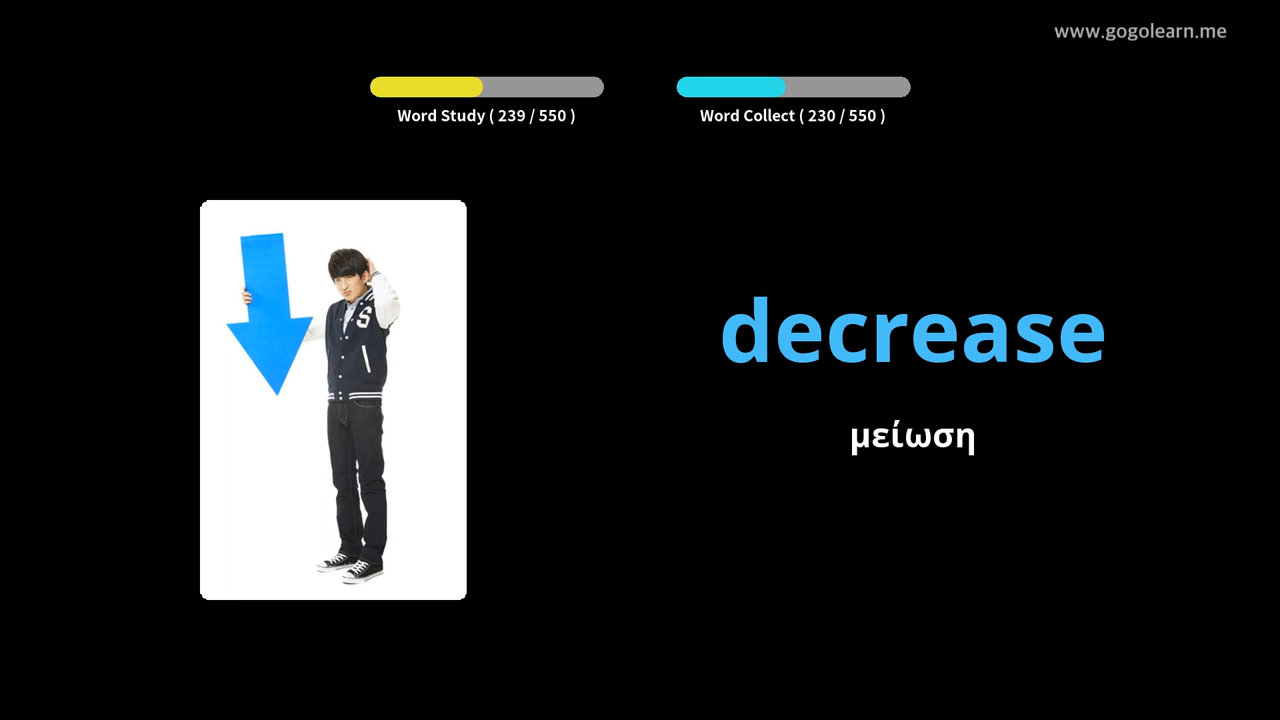 www.gogolearn.me
Word Study ( 239 / 550 )
Word Collect ( 230 / 550 )
S
decrease
μείωση